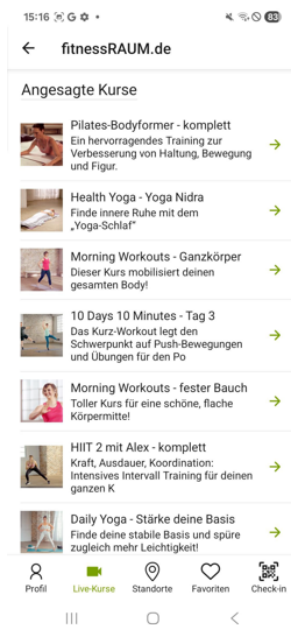 15:16 G 83
fitnessRAUM.de
Angesagte Kurse
Pilates-Bodyformer - komplett
Ein hervorragendes Training zur
Verbesserung von Haltung, Bewegung
und Figur.
Health Yoga - Yoga Nidra
Finde innere Ruhe mit dem
„Yoga-Schlaf“
Morning Workouts - Ganzkörper
Dieser Kurs mobilisiert deinen
gesamten Body!
10 Days 10 Minutes - Tag 3
Das Kurz-Workout legt den
Schwerpunkt auf Push-Bewegungen
und Übungen für den Po
Morning Workouts - fester Bauch
Toller Kurs für eine schöne, flache
Körpermitte!
HIIT 2 mit Alex - komplett
Kraft, Ausdauer, Koordination:
Intensives Intervall Training für deinen
ganzen K
Daily Yoga - Stärke deine Basis
Finde deine stabile Basis und spüre
zugleich mehr Leichtigkeit!
Profil Live-Kurse Standorte Favoriten Check-in